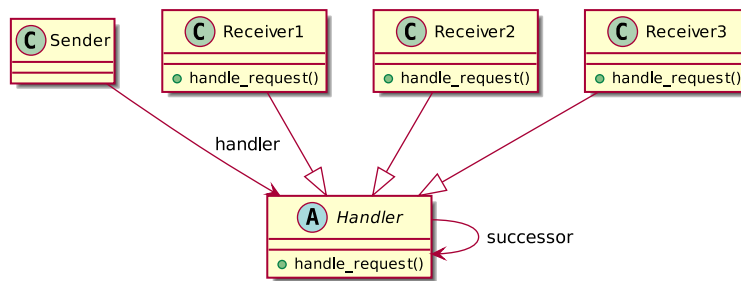 C Sender
C Receiver1
handle_request()
C Receiver2
handle_request()
C Receiver3
handle_request()
handler
A Handler
handle_request()
successor